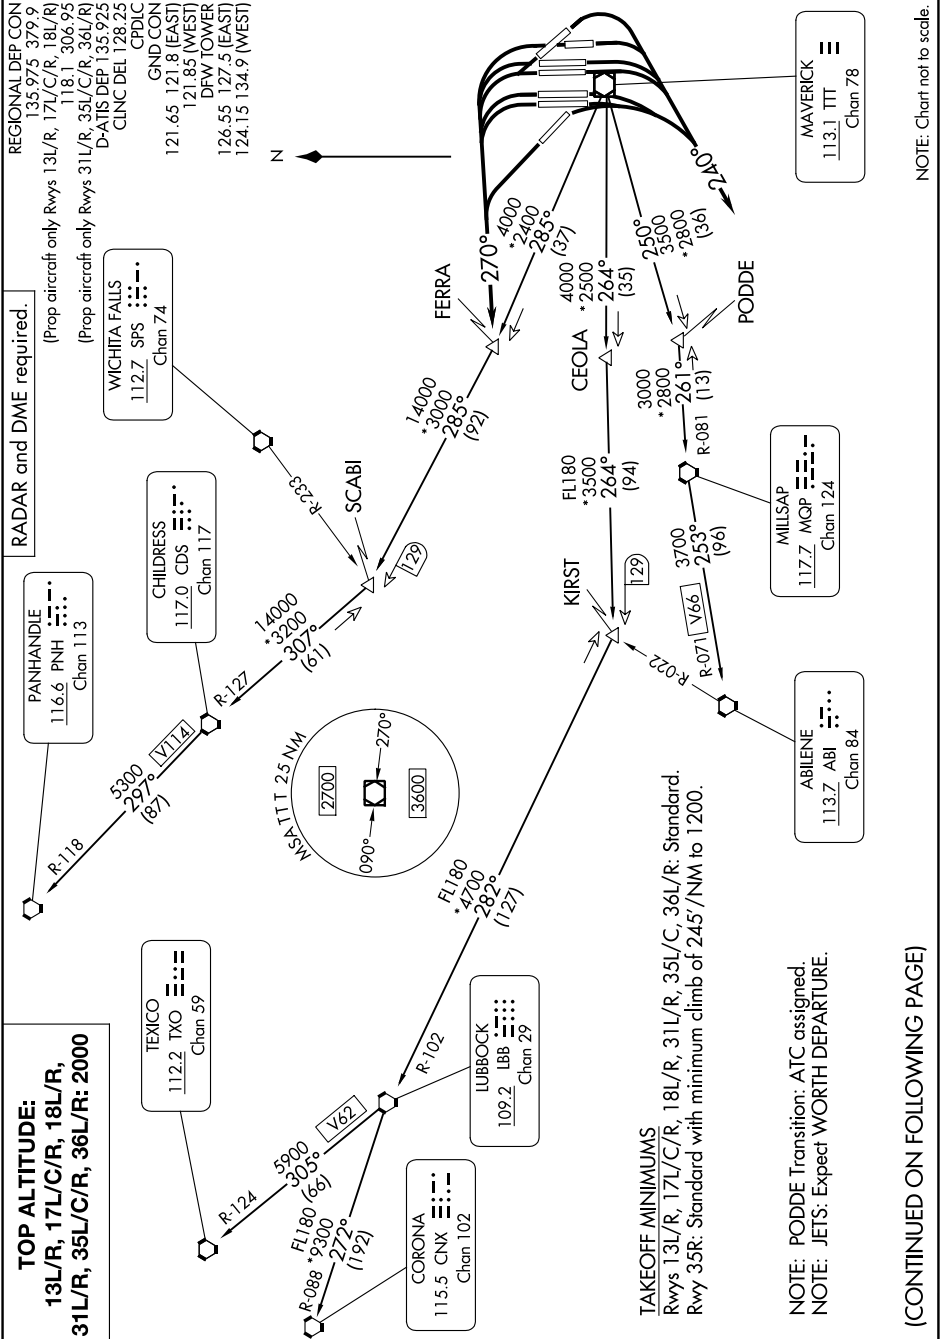 TOP ALTITUDE:
13L/R, 17L/C/R, 18L/R,
31L/R, 35L/C/R, 36L/R: 2000
RADAR and DME required.
REGIONAL DEP CON
135.975 379.9
(Prop aircraft only Rwys 13L/R, 17L/C/R, 18L/R)
118.1 306.95
(Prop aircraft only Rwys 31L/R, 35L/C/R, 36L/R)
D-ATIS DEP 135.925
CLNC DEL 128.25
CPDLC
GND CON
121.65 121.8 (EAST)
121.85 (WEST)
DFW TOWER
126.55 127.5 (EAST)
124.15 134.9 (WEST)
N
PANHANDLE
116.6 PNH
Chan 113
CHILDRESS
117.0 CDS
Chan 117
WICHITA FALLS
112.7 SPS
Chan 74
R-118
5300
297°
(87)
V114
R-127
14000
*3200
307°
(61)
R-233
SCABI
129
14000
*3000
285°
(92)
FERRA
270°
4000
*2400
285°
(37)
TEXICO
112.2 TXO
Chan 59
MSA TTT 25 NM
2700
3600
090°
270°
R-124
5900
305°
(66)
V62
R-102
FL180
*4700
282°
(127)
KIRST
129
FL180
*3500
264°
(94)
CEOLA
4000
*2500
264°
(35)
MAVERICK
113.1 TTT
Chan 78
R-088
FL180
*9300
272°
(192)
CORONA
115.5 CNX
Chan 102
LUBBOCK
109.2 LBB
Chan 29
R-022
R-071
V66
3700
253°
(96)
R-081
3000
*2800
261°
(13)
PODDE
250°
3500
*2800
(36)
240°
ABILENE
113.7 ABI
Chan 84
MILLSAP
117.7 MQP
Chan 124
TAKEOFF MINIMUMS
Rwys 13L/R, 17L/C/R, 18L/R, 31L/R, 35L/C, 36L/R: Standard.
Rwy 35R: Standard with minimum climb of 245'/NM to 1200.
NOTE: PODDE Transition: ATC assigned.
NOTE: JETS: Expect WORTH DEPARTURE.
(CONTINUED ON FOLLOWING PAGE)
NOTE: Chart not to scale.